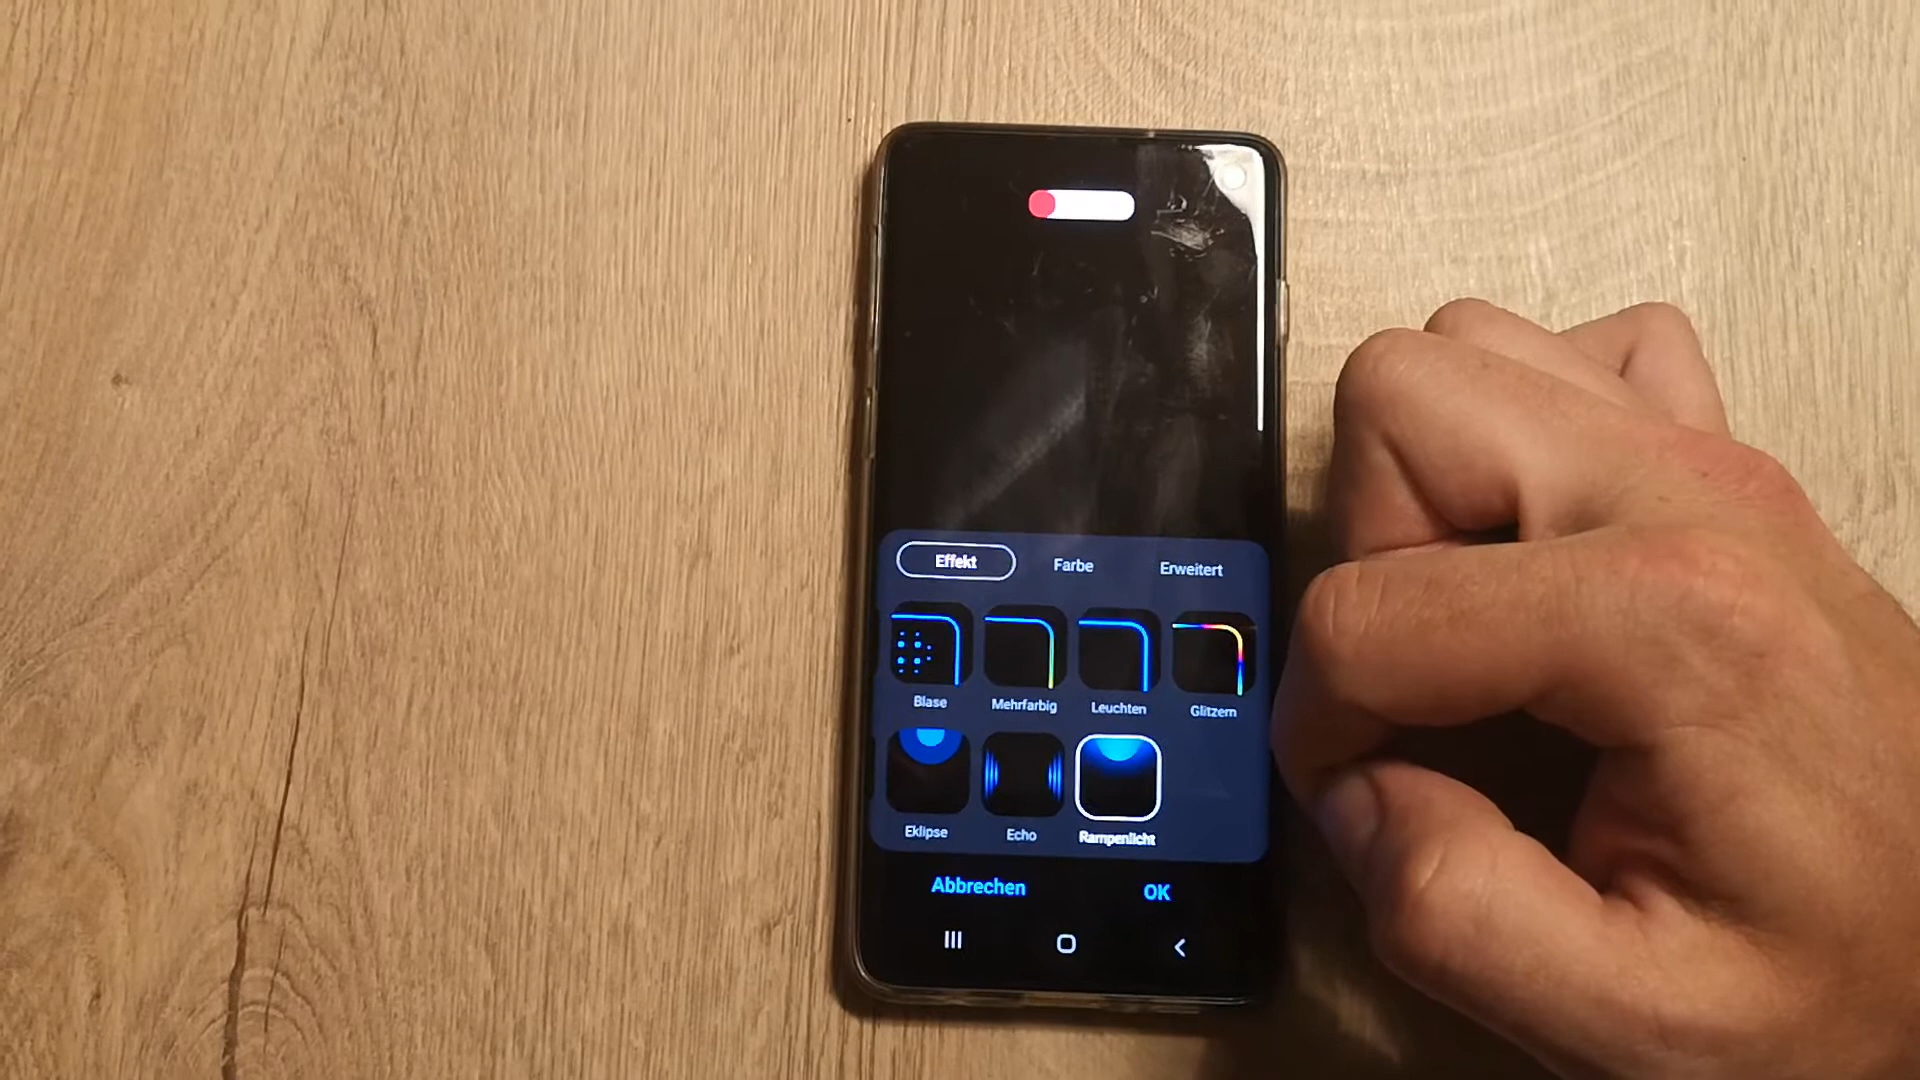 Effekt Farbe Erweitert
Blase Mehrfarbig Leuchten Glitzern
Eklipse Echo Rampenlicht
Abbrechen OK